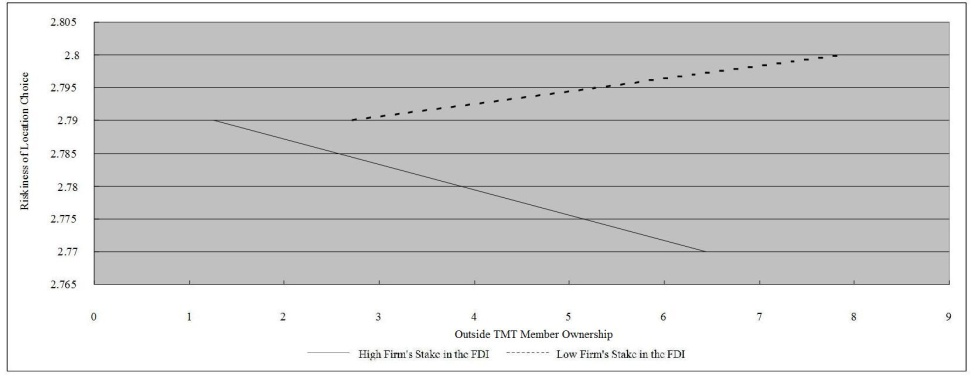 2.805
2.8
2.795
2.79
2.785
2.78
2.775
2.77
2.765
Riskiness of Location Choice
0 1 2 3 4 5 6 7 8 9
Outside TMT Member Ownership
High Firm's Stake in the FDI Low Firm's Stake in the FDI